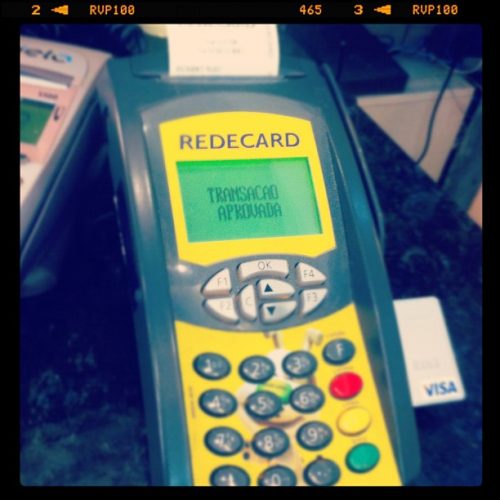 2 ◄ RVP100 465 3 ◄ RVP100
REDECARD
TRANSACAO
APROVADA
OK
F1 F4
F2 C F3
1 2 3 F
4 5 6
7 8 9
0
VISA